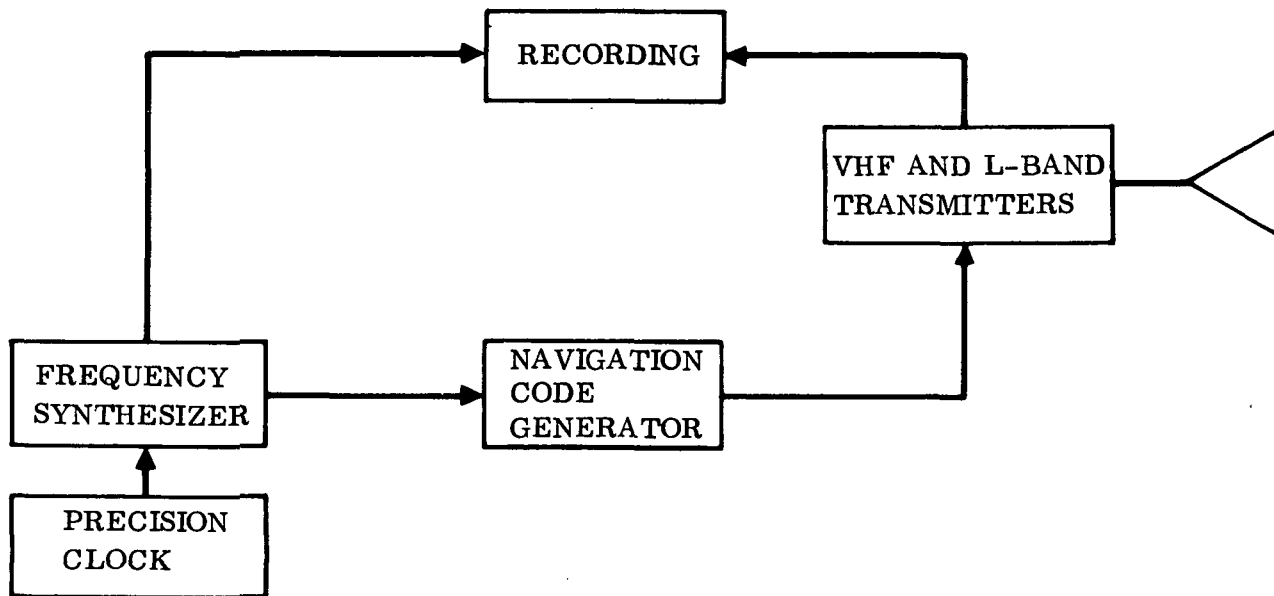 RECORDING
VHF AND L-BAND
TRANSMITTERS
FREQUENCY
SYNTHESIZER
NAVIGATION
CODE
GENERATOR
PRECISION
CLOCK